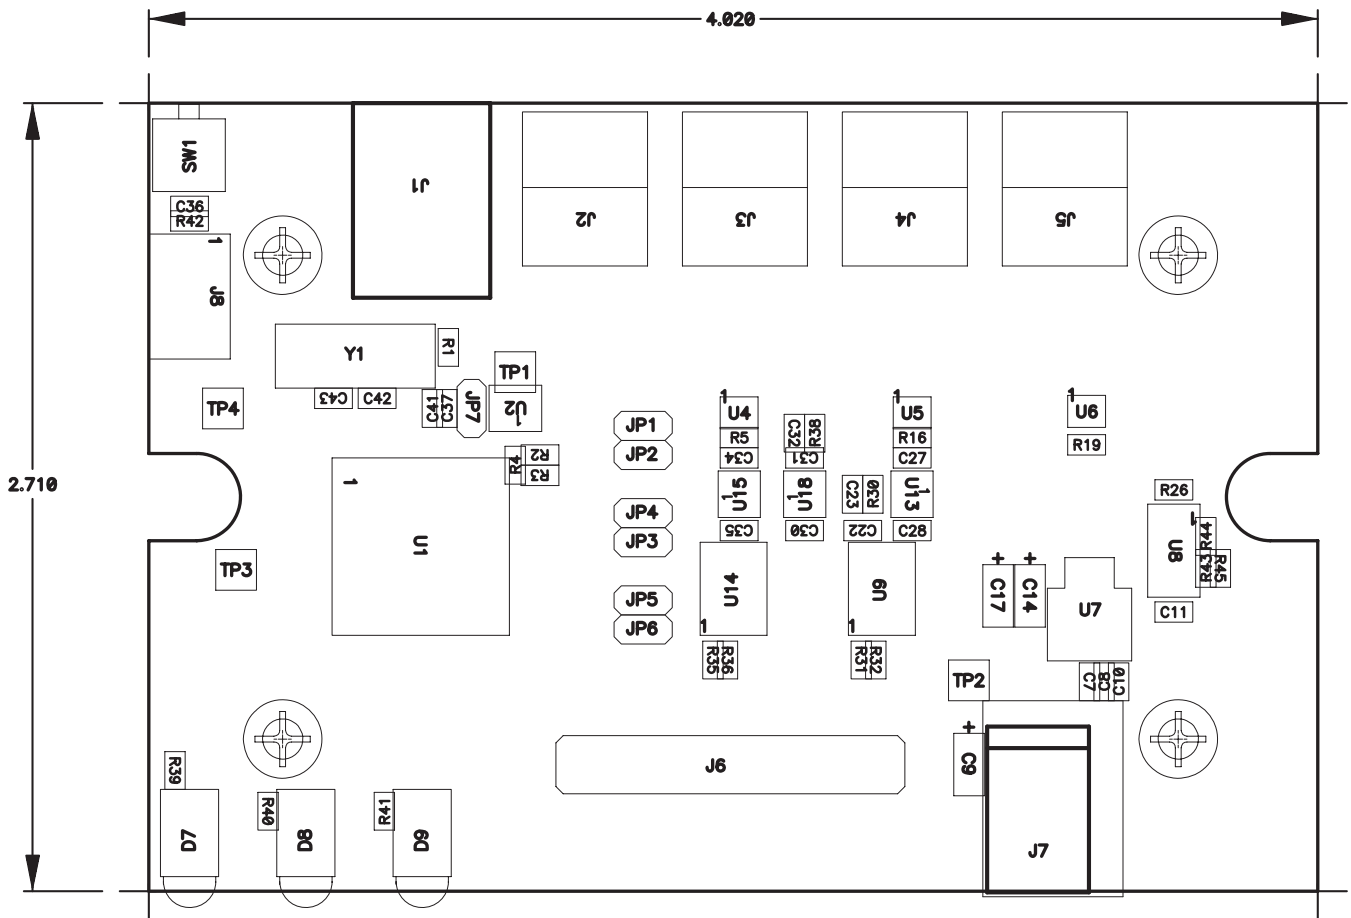 4.020
SW1
J1
C36
R42
J2
J3
J4
J5
1
J8
2.710
Y1
R1
TP1
TP4
C43
C42
C41
C37
JP7
U2
1
JP1
JP2
1
U4
R5
C34
C32
R38
C31
1
U5
R16
C27
1
U6
R19
R4
R2
R3
1
U1
1
U15
1
U18
C23
R30
1
U13
R26
C35
C30
C22
C28
JP4
JP3
1
U8
R44
R43
R45
TP3
U14
1
U9
1
+
C17
+
C14
U7
C11
JP5
JP6
R35
R36
R31
R32
TP2
C7
C8
C10
+
C9
J6
R39
R40
R41
D7
D8
D9
J7